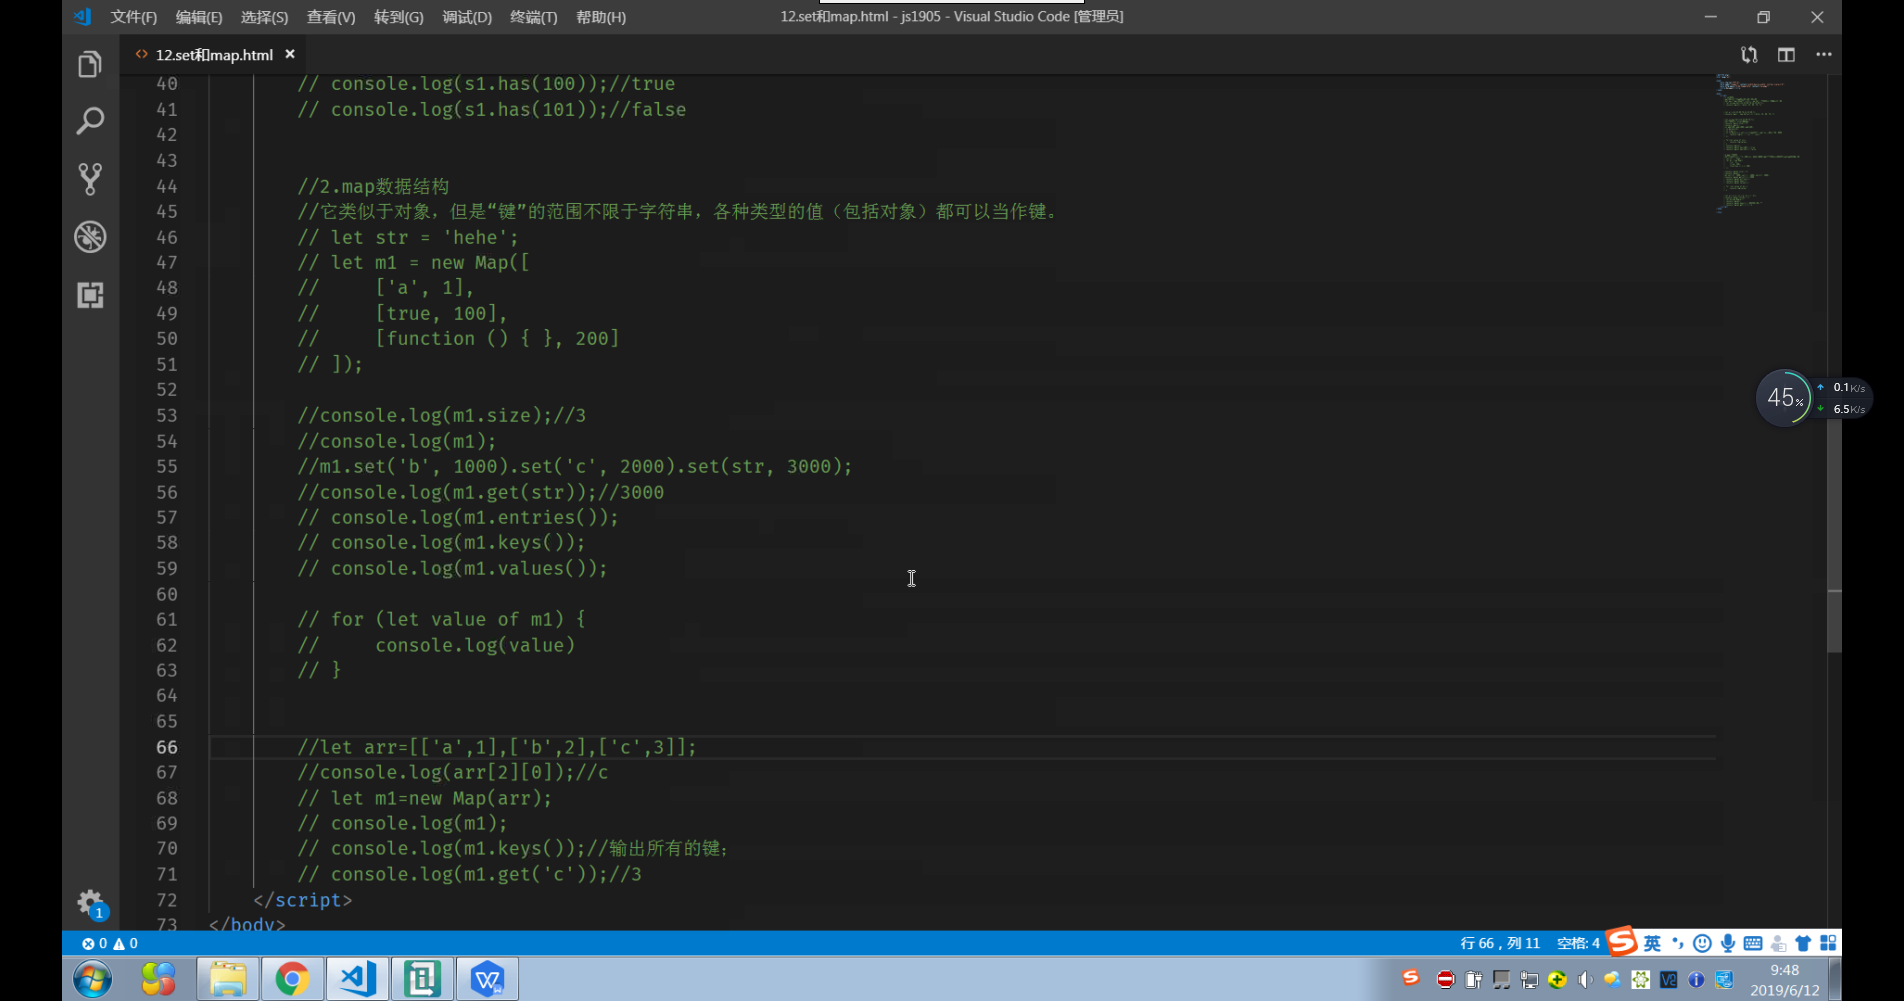 文件(F) 编辑(E) 选择(S) 查看(V) 转到(G) 调试(D) 终端(T) 帮助(H) 12.set和map.html - js1905 - Visual Studio Code [管理员]
12.set和map.html
40 // console.log(s1.has(100));//true
41 // console.log(s1.has(101));//false
42
43
44 //2.map数据结构
45 //它类似于对象，但是“键”的范围不限于字符串，各种类型的值（包括对象）都可以当作键。
46 // let str = 'hehe';
47 // let m1 = new Map([
48 //     ['a', 1],
49 //     [true, 100],
50 //     [function () { }, 200]
51 // ]);
52
53 //console.log(m1.size);//3
54 //console.log(m1);
55 //m1.set('b', 1000).set('c', 2000).set(str, 3000);
56 //console.log(m1.get(str));//3000
57 // console.log(m1.entries());
58 // console.log(m1.keys());
59 // console.log(m1.values());
60
61 // for (let value of m1) {
62 //     console.log(value)
63 // }
64
65
66 //let arr=[['a',1],['b',2],['c',3]];
67 //console.log(arr[2][0]);//c
68 // let m1=new Map(arr);
69 // console.log(m1);
70 // console.log(m1.keys());//输出所有的键;
71 // console.log(m1.get('c'));//3
72 </script>
73 </body>
45%
0.1K/s
6.5K/s
1
0 0 行 66，列 11 空格: 4 英
9:48
2019/6/12